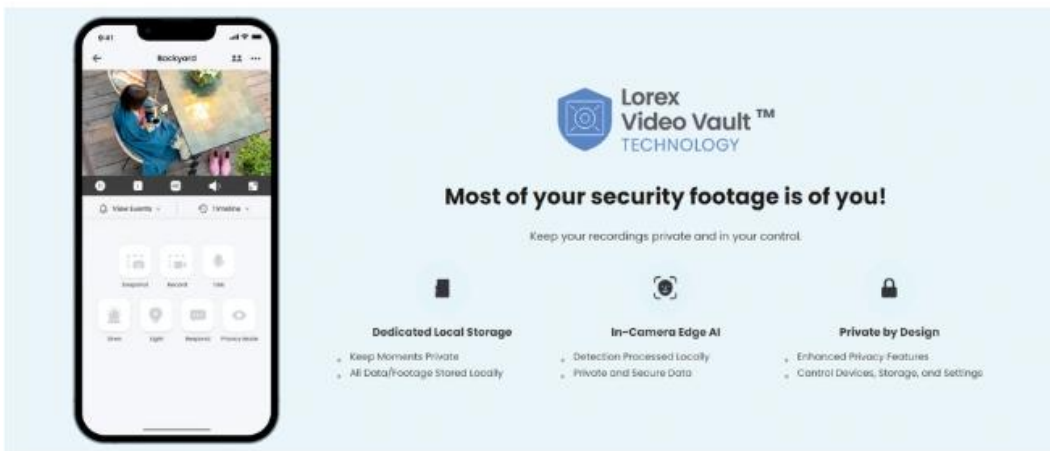 9:41
Backyard
View Events
Timeline
Snapshot
Record
Talk
Siren
Light
Respond
Privacy Mode
Lorex
Video Vault ™
TECHNOLOGY
Most of your security footage is of you!
Keep your recordings private and in your control.
Dedicated Local Storage
Keep Moments Private
All Data/Footage Stored Locally
In-Camera Edge AI
Detection Processed Locally
Private and Secure Data
Private by Design
Enhanced Privacy Features
Control Devices, Storage, and Settings